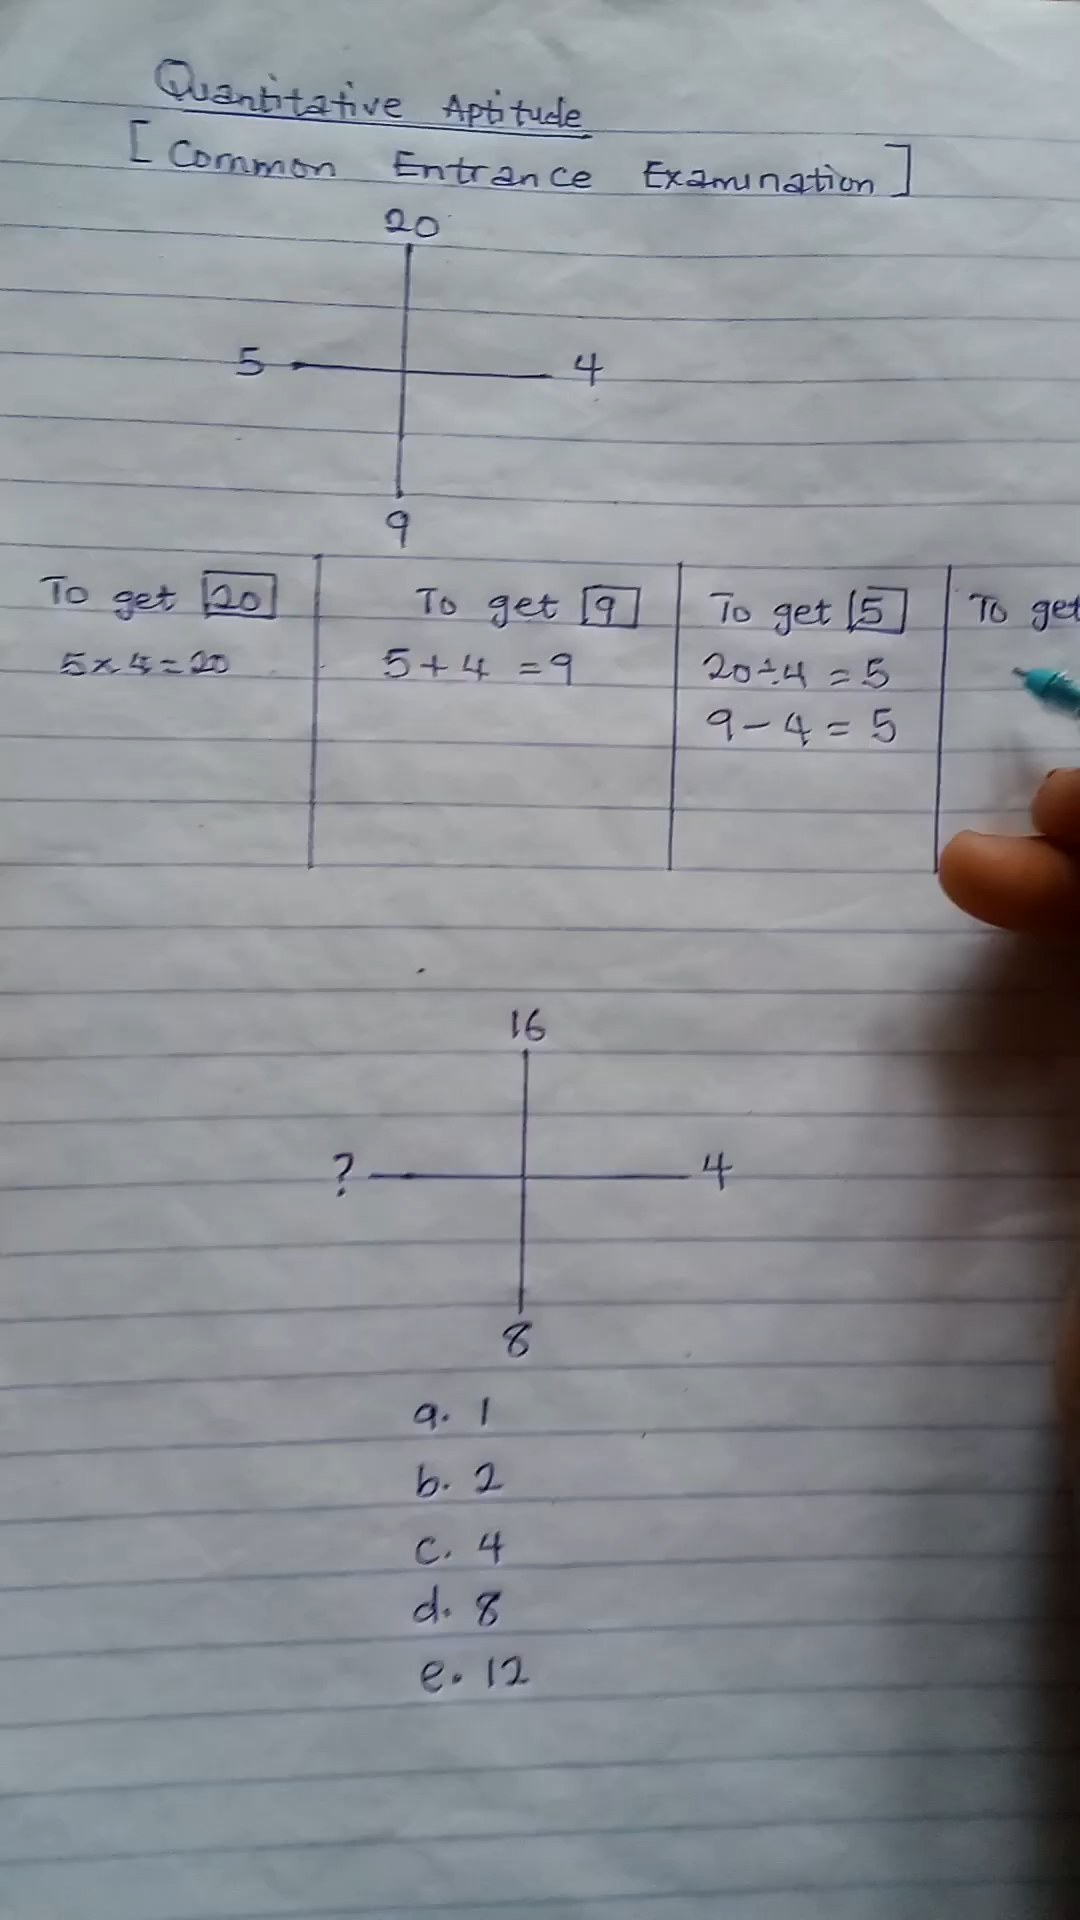 Quantitative Aptitude
[Common Entrance Examination]
20
5 4
9
To get 20 To get 9 To get 5 To get
5 × 4 = 20 5 + 4 = 9 20 ÷ 4 = 5
9 - 4 = 5
16
? 4
8
a. 1
b. 2
c. 4
d. 8
e. 12